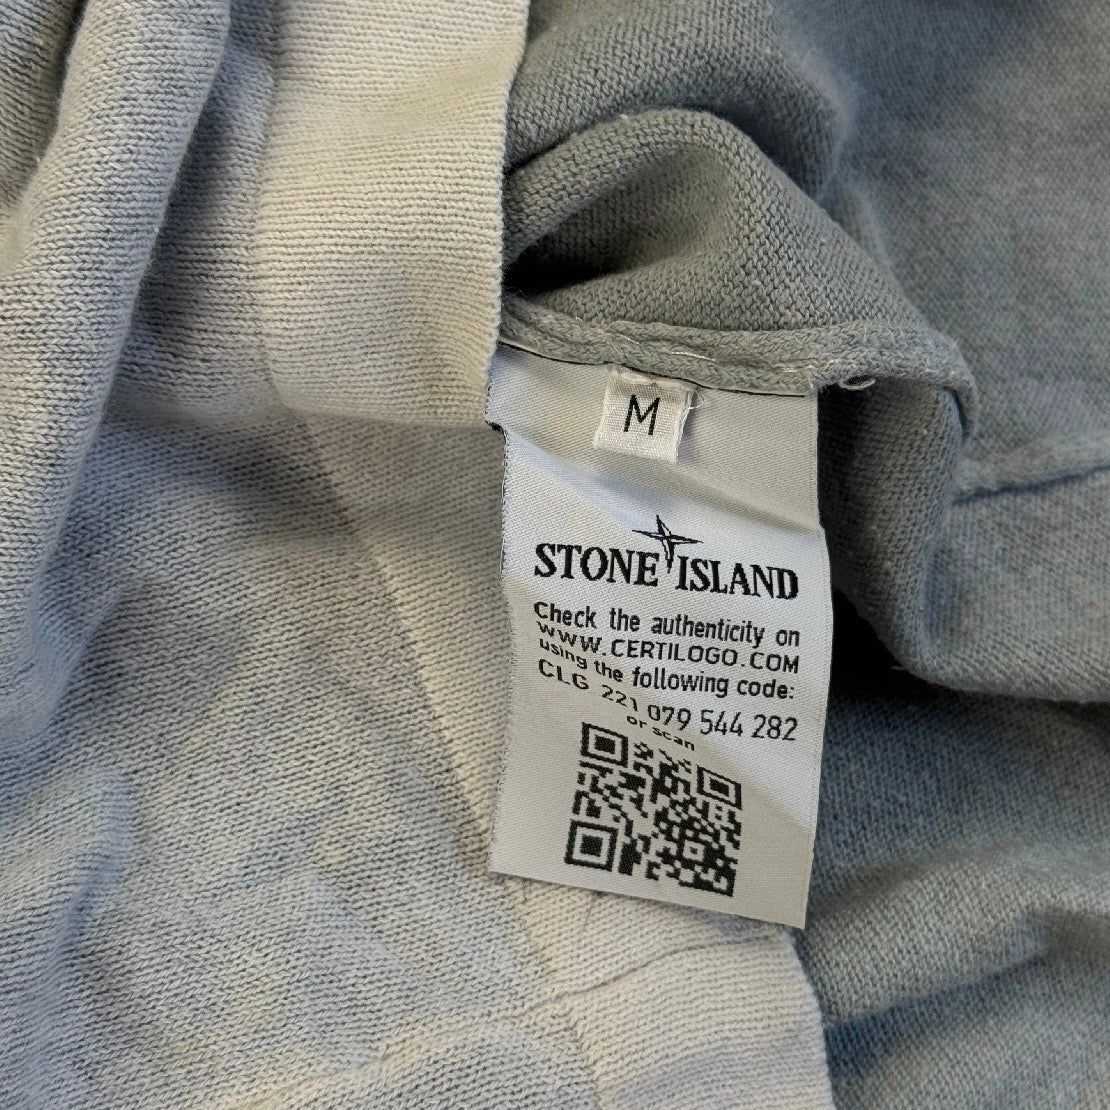 M
STONE ISLAND
Check the authenticity on
WWW.CERTILOGO.COM
using the following code:
CLG 221 079 544 282
or scan